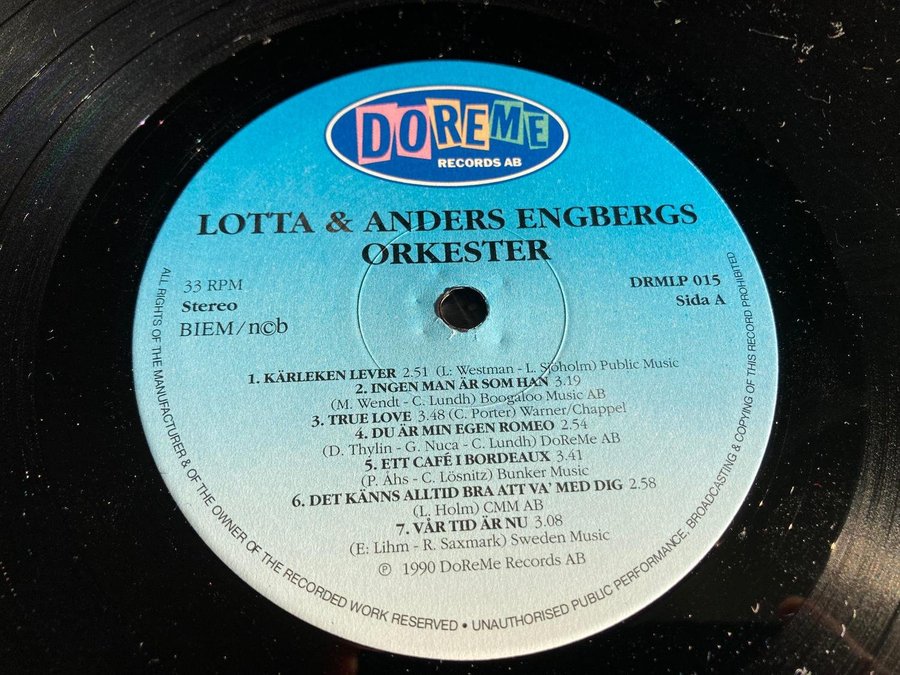 DOREME
RECORDS AB
LOTTA & ANDERS ENGBERGS
ORKESTER
33 RPM
Stereo
BIEM/n©b
DRMLP 015
Sida A
1. KÄRLEKEN LEVER 2.51 (L: Westman - L. Sjöholm) Public Music
2. INGEN MAN ÄR SOM HAN 3.19
(M. Wendt - C. Lundh) Boogaloo Music AB
3. TRUE LOVE 3.48 (C. Porter) Warner/Chappel
4. DU ÄR MIN EGEN ROMEO 2.54
(D. Thylin - G. Nuca - C. Lundh) DoReMe AB
5. ETT CAFÉ I BORDEAUX 3.41
(P. Åhs - C. Lösnitz) Bunker Music
6. DET KÄNNS ALLTID BRA ATT VA' MED DIG 2.58
(L. Holm) CMM AB
7. VÅR TID ÄR NU 3.08
(E: Lihm - R. Saxmark) Sweden Music
℗ 1990 DoReMe Records AB
ALL RIGHTS OF THE MANUFACTURER & OF THE OWNER OF THE RECORDED WORK RESERVED • UNAUTHORISED PUBLIC PERFORMANCE, BROADCASTING & COPYING OF THIS RECORD PROHIBITED